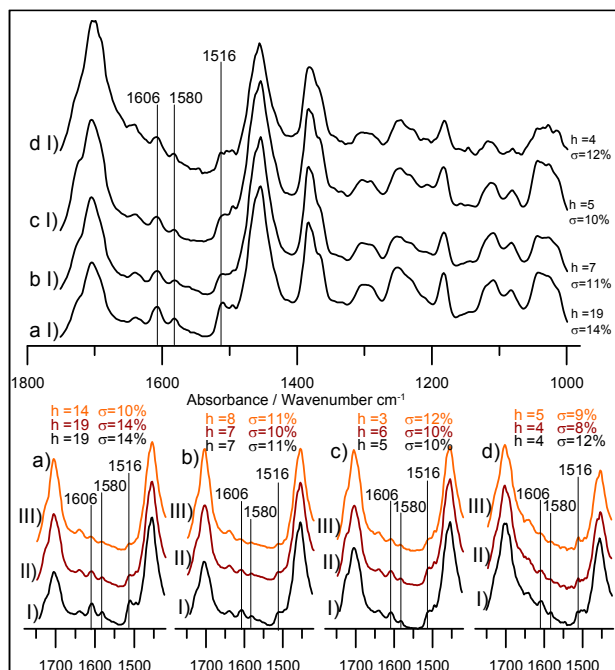 1516
1606 1580
d I)
h =4
σ=12%
c I)
h =5
σ=10%
b I)
h =7
σ=11%
a I)
h =19
σ=14%
1800 1600 1400 1200 1000
Absorbance / Wavenumber cm⁻¹
a)
h =14 σ=10%
h =19 σ=14%
h =19 σ=14%
1516
1606
1580
III)
II)
I)
1700 1600 1500
b)
h =8 σ=11%
h =7 σ=10%
h =7 σ=11%
1516
1606
1580
III)
II)
I)
1700 1600 1500
c)
h =3 σ=12%
h =6 σ=10%
h =5 σ=10%
1516
1606
1580
III)
II)
I)
1700 1600 1500
d)
h =5 σ=9%
h =4 σ=8%
h =4 σ=12%
1516
1606
1580
III)
II)
I)
1700 1600 1500